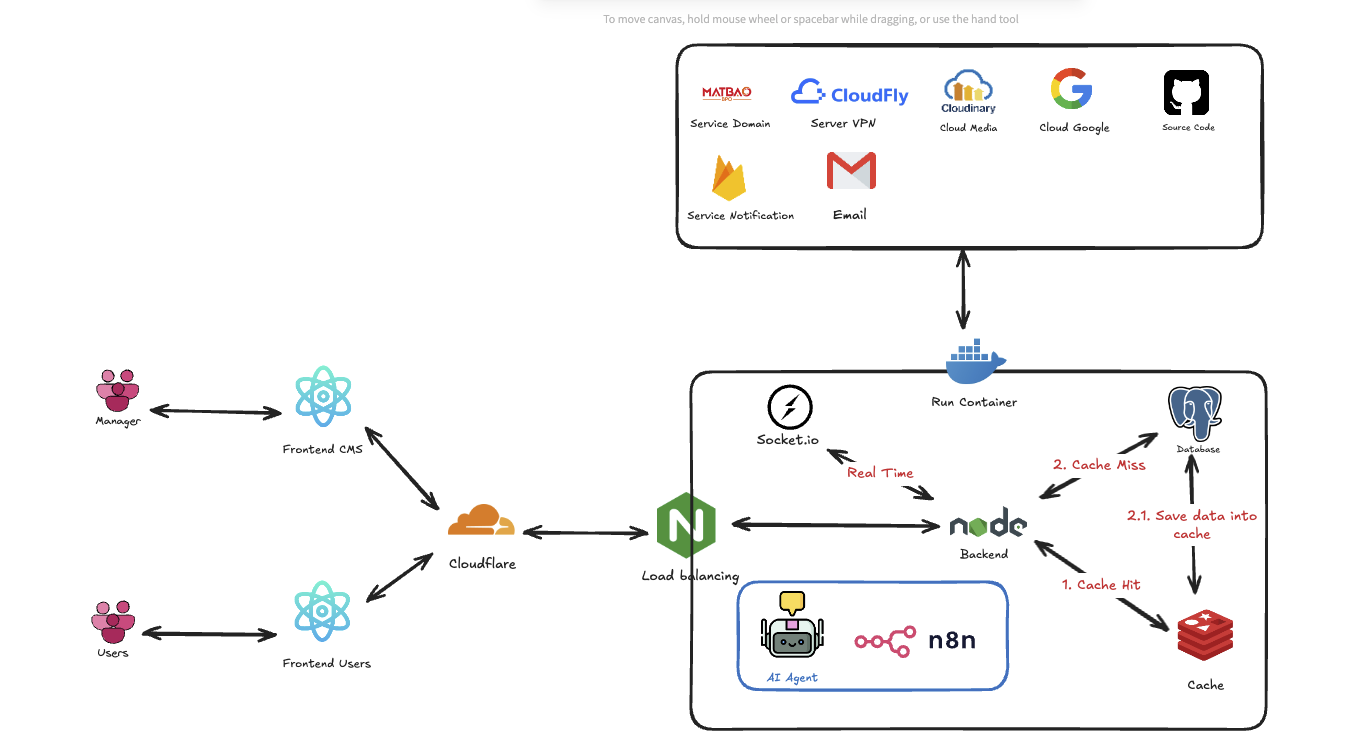 To move canvas, hold mouse wheel or spacebar while dragging, or use the hand tool
MATBAO
BPO
CloudFly
Cloudinary
Service Domain
Server VPN
Cloud Media
Cloud Google
Source Code
Service Notification
Email
Run Container
Manager
Frontend CMS
Socket.io
Database
Real Time
2. Cache Miss
2.1. Save data into
cache
node
Backend
Cloudflare
Load balancing
1. Cache Hit
Users
Frontend Users
n8n
AI Agent
Cache